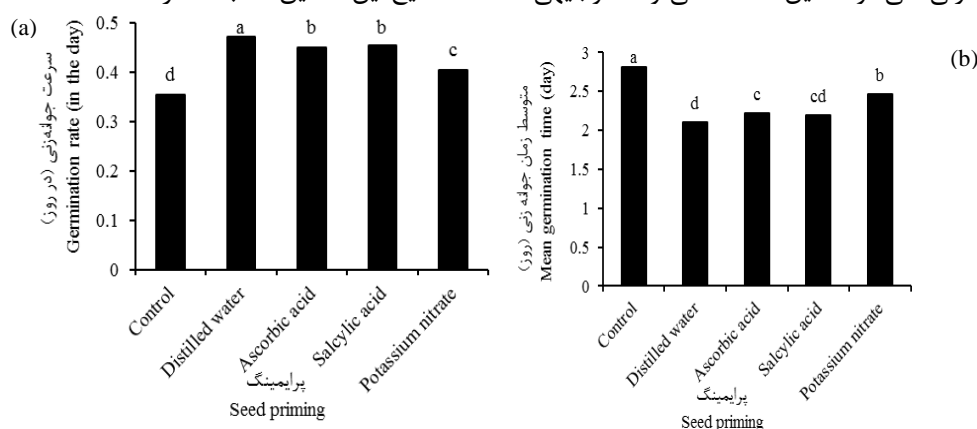 (a)
سرعت جوانه‌زنی (در روز)
Germination rate (in the day)
0.5
0.4
0.3
0.2
0.1
0
d
a
b
b
c
Control
Distilled water
Ascorbic acid
Salcylic acid
Potassium nitrate
پرایمینگ
Seed priming
(b)
متوسط زمان جوانه زنی (روز)
Mean germination time (day)
3
2.5
2
1.5
1
0.5
0
a
d
c
cd
b
Control
Distilled water
Ascorbic acid
Salcylic acid
Potassium nitrate
پرایمینگ
Seed priming